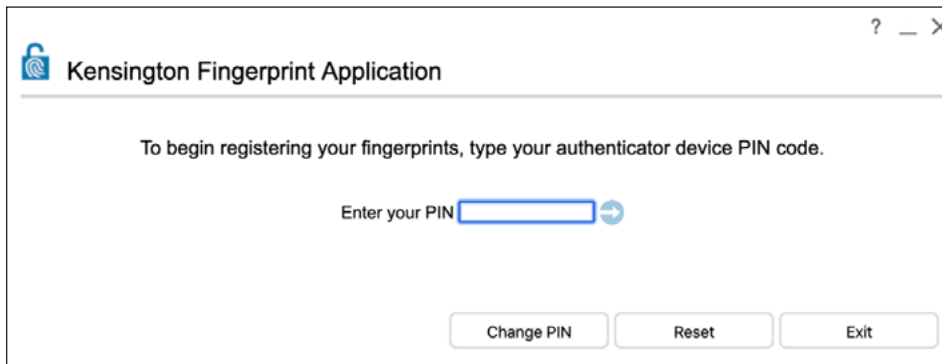 ?
Kensington Fingerprint Application
To begin registering your fingerprints, type your authenticator device PIN code.
Enter your PIN
Change PIN Reset Exit